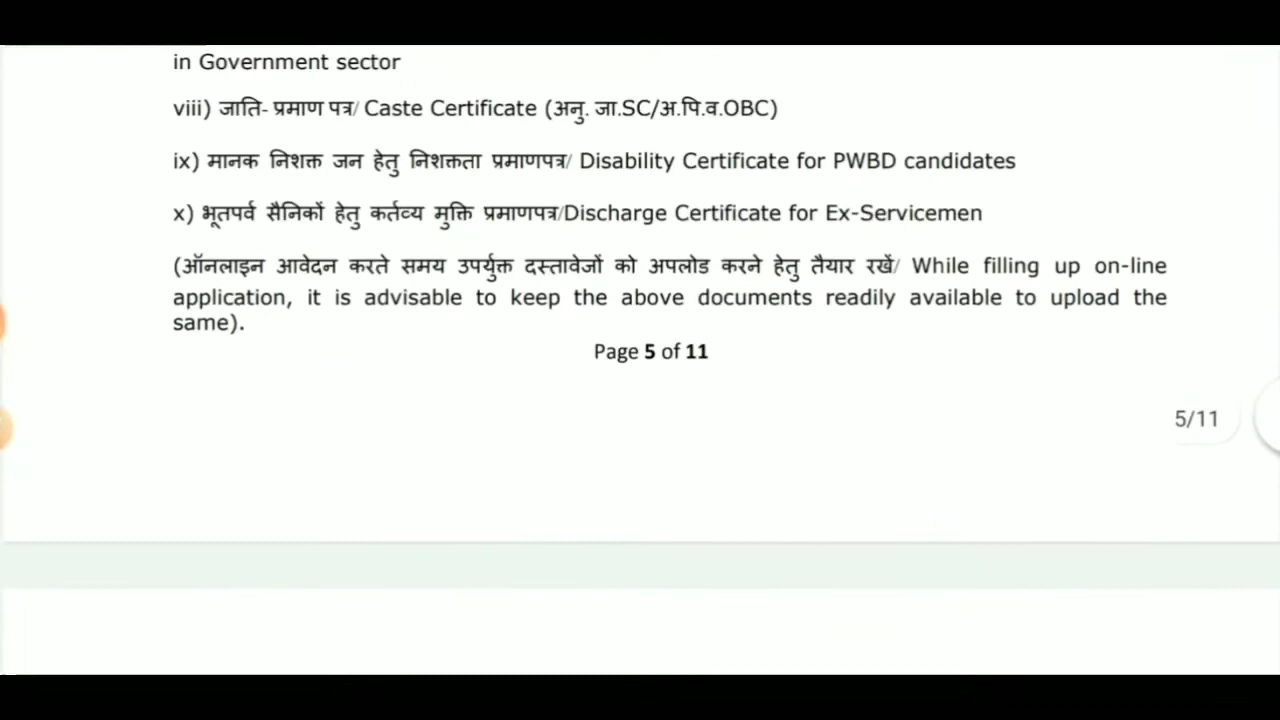 in Government sector
viii) जाति- प्रमाण पत्र/ Caste Certificate (अनु. जा.SC/अ.पि.व.OBC)
ix) मानक निशक्त जन हेतु निशक्तता प्रमाणपत्र/ Disability Certificate for PWBD candidates
x) भूतपर्व सैनिकों हेतु कर्तव्य मुक्ति प्रमाणपत्र/Discharge Certificate for Ex-Servicemen
(ऑनलाइन आवेदन करते समय उपर्युक्त दस्तावेजों को अपलोड करने हेतु तैयार रखें/ While filling up on-line
application, it is advisable to keep the above documents readily available to upload the
same).
Page 5 of 11
5/11